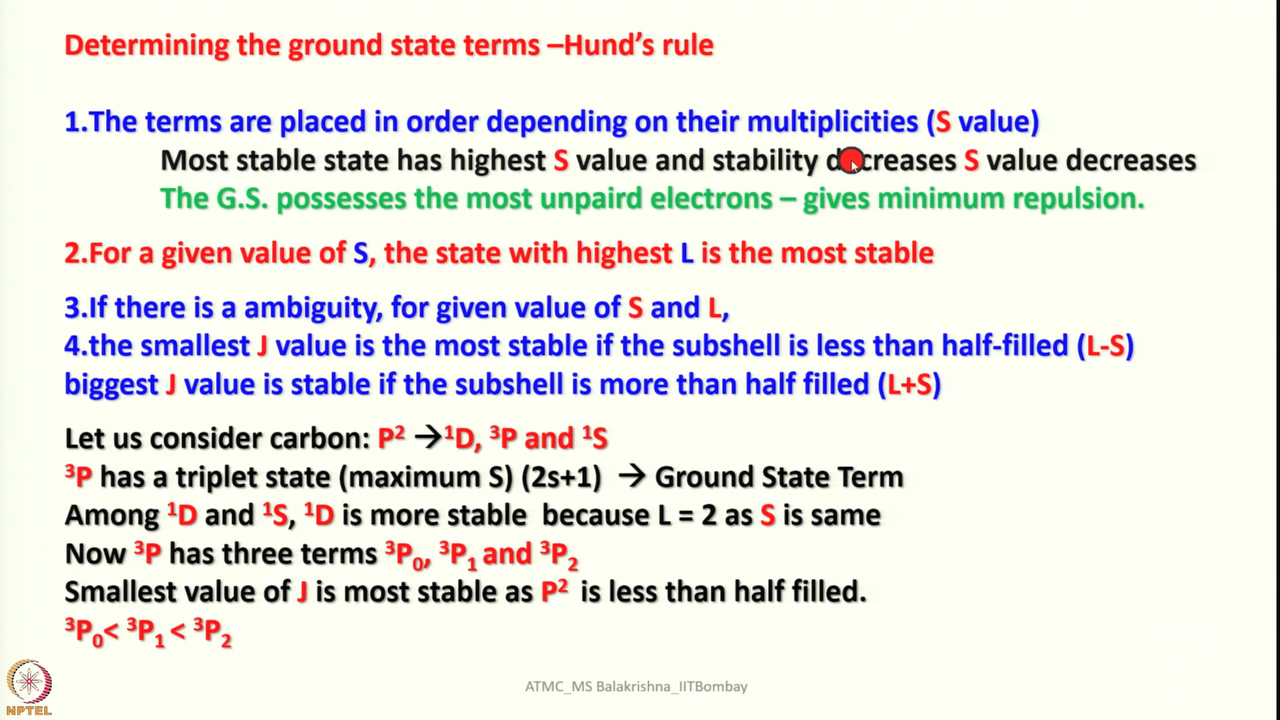 Determining the ground state terms –Hund's rule
1.The terms are placed in order depending on their multiplicities (S value)
Most stable state has highest S value and stability decreases S value decreases
The G.S. possesses the most unpaird electrons – gives minimum repulsion.
2.For a given value of S, the state with highest L is the most stable
3.If there is a ambiguity, for given value of S and L,
4.the smallest J value is the most stable if the subshell is less than half-filled (L-S)
biggest J value is stable if the subshell is more than half filled (L+S)
Let us consider carbon: P² →¹D, ³P and ¹S
³P has a triplet state (maximum S) (2s+1) → Ground State Term
Among ¹D and ¹S, ¹D is more stable because L = 2 as S is same
Now ³P has three terms ³P₀, ³P₁ and ³P₂
Smallest value of J is most stable as P² is less than half filled.
³P₀< ³P₁ < ³P₂
ATMC_MS Balakrishna_IITBombay
NPTEL